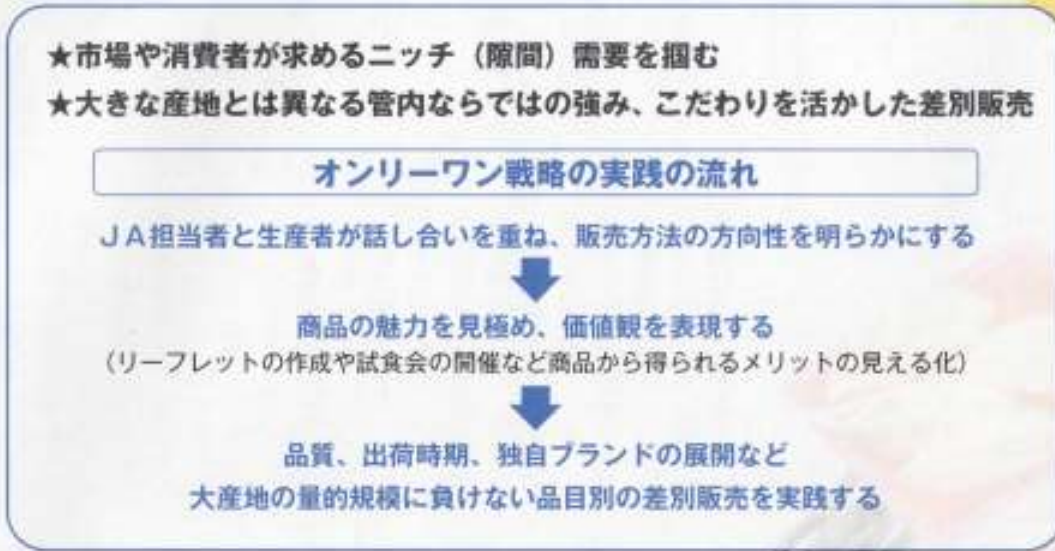 ★市場や消費者が求めるニッチ（隙間）需要を掴む
★大きな産地とは異なる管内ならではの強み、こだわりを活かした差別販売
オンリーワン戦略の実践の流れ
ＪＡ担当者と生産者が話し合いを重ね、販売方法の方向性を明らかにする
商品の魅力を見極め、価値観を表現する
（リーフレットの作成や試食会の開催など商品から得られるメリットの見える化）
品質、出荷時期、独自ブランドの展開など
大産地の量的規模に負けない品目別の差別販売を実践する